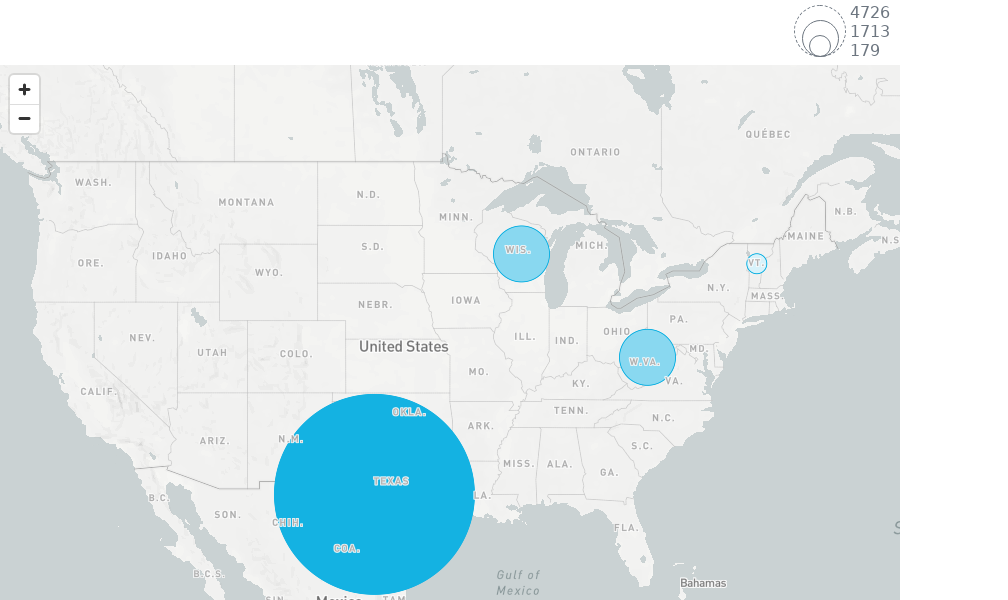 4726
1713
179
+
−
QUÉBEC
ONTARIO
WASH.
N.D.
MONTANA
MINN.
N.B.
MAINE
N.S
S.D.
WIS.
MICH.
ORE.
IDAHO
VT.
WYO.
N.Y.
MASS.
NEBR.
IOWA
PA.
OHIO
NEV.
ILL.
IND.
United States
MD.
UTAH
COLO.
W.VA.
MO.
KY.
VA.
CALIF.
OKLA.
TENN.
N.C.
ARK.
ARIZ.
N.M.
S.C.
MISS.
ALA.
GA.
TEXAS
B.C.
LA.
SON.
CHIH.
FLA.
COA.
B.C.S.
Gulf of
Mexico
Bahamas